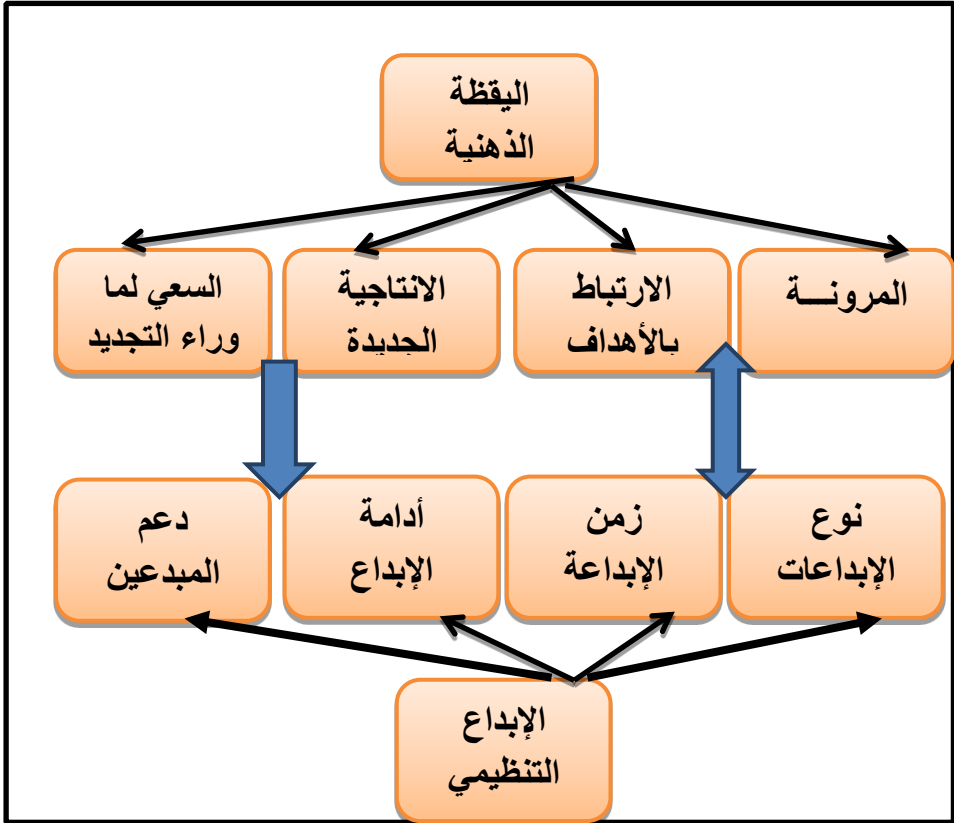 اليقظة
الذهنية
المرونـــة
الارتباط
بالأهداف
الانتاجية
الجديدة
السعي لما
وراء التجديد
نوع
الإبداعات
زمن
الإبداعة
أدامة
الإبداع
دعم
المبدعين
الإبداع
التنظيمي